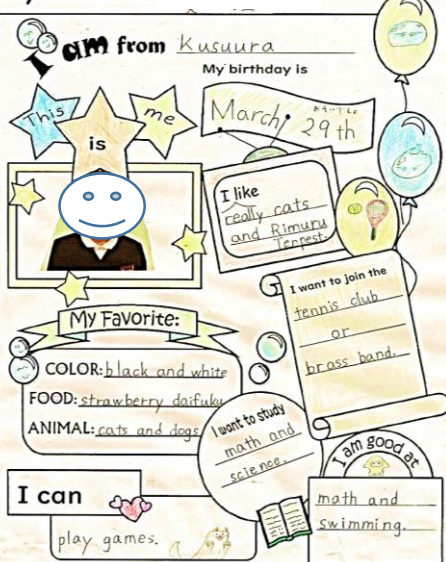 I am from Kusuura
My birthday is
This is me
March 29th
I like
really cats
and Rimuru
Tempest.
I want to join the
tennis club
or
brass band.
My Favorite:
COLOR: black and white
FOOD: strawberry daifuku
ANIMAL: cats and dogs
I want to study
math and
science.
I am good at
math and
swimming.
I can
play games.